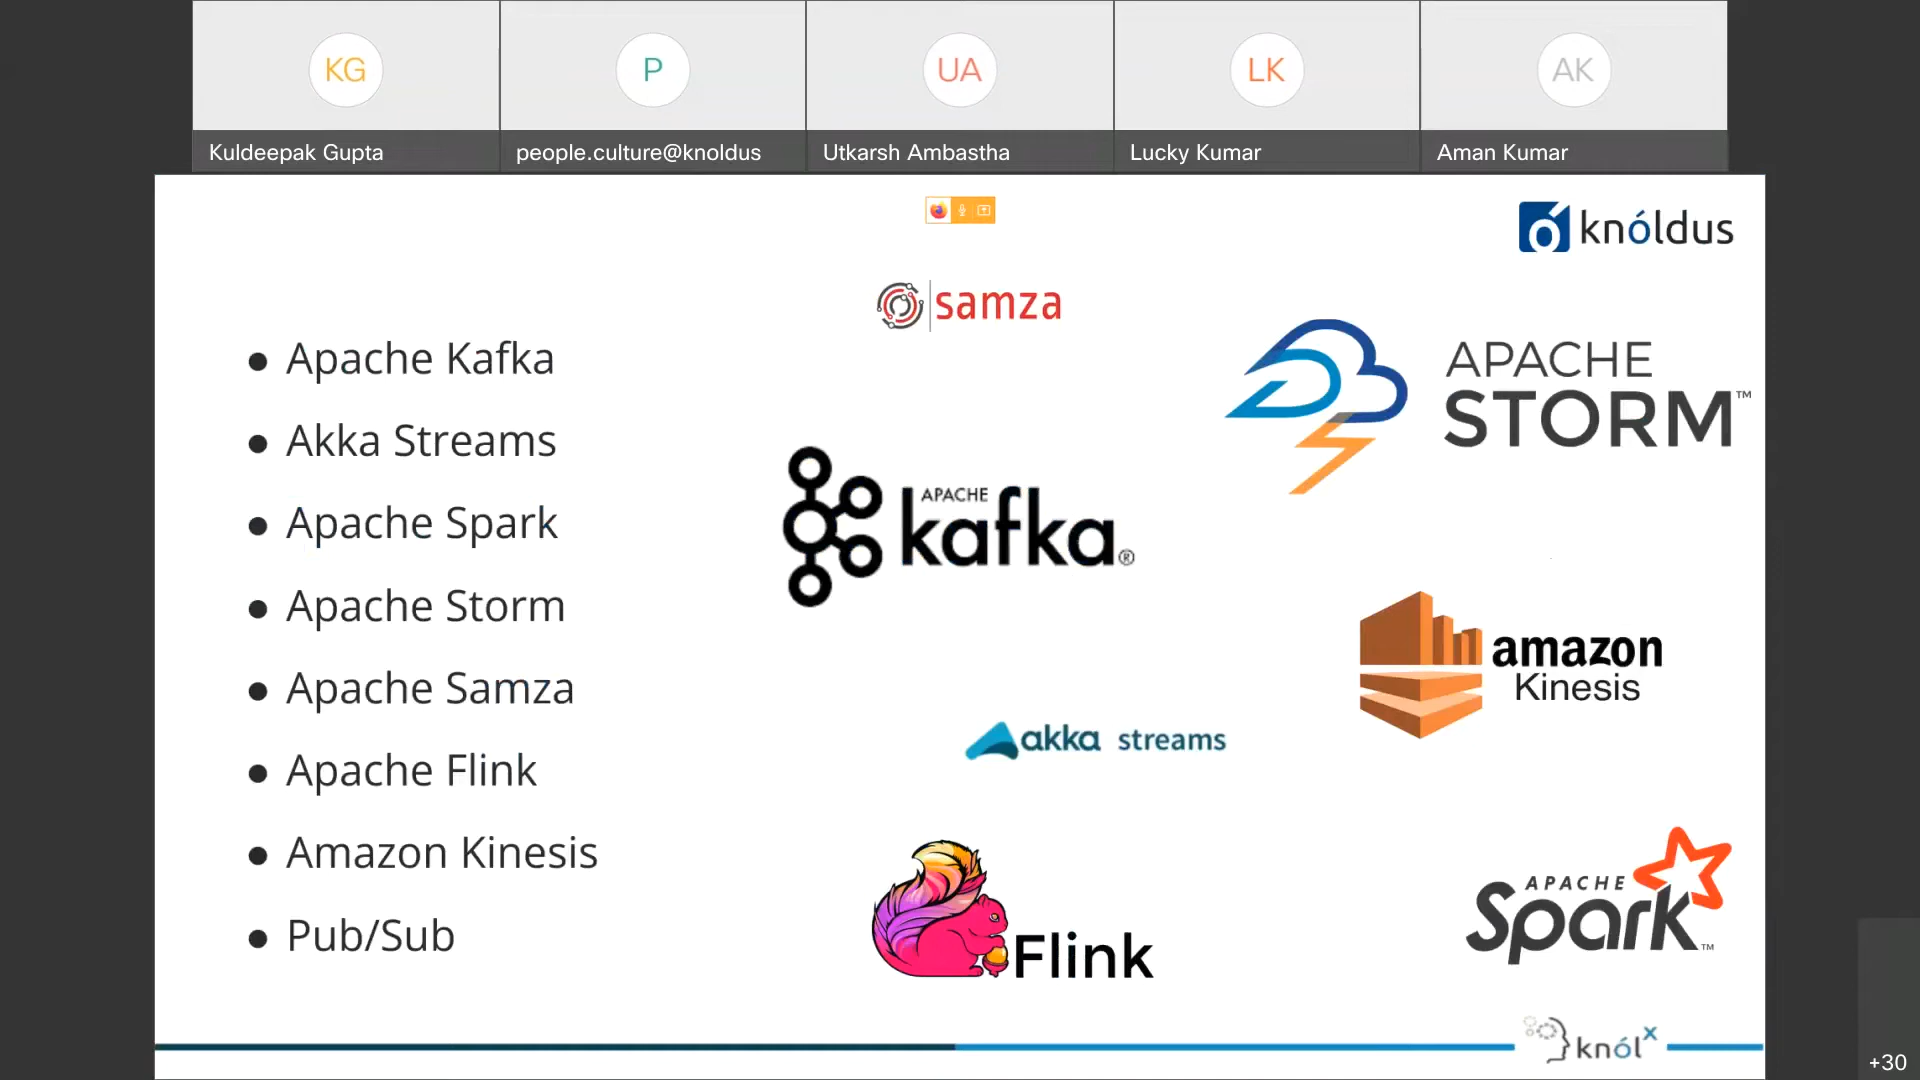 KG
P
UA
LK
AK
Kuldeepak Gupta
people.culture@knoldus
Utkarsh Ambastha
Lucky Kumar
Aman Kumar
knóldus
samza
● Apache Kafka
● Akka Streams
● Apache Spark
● Apache Storm
● Apache Samza
● Apache Flink
● Amazon Kinesis
● Pub/Sub
APACHE
STORM™
APACHE
kafka®
amazon
Kinesis
akka streams
Flink
APACHE
Spark™
knólx
+30